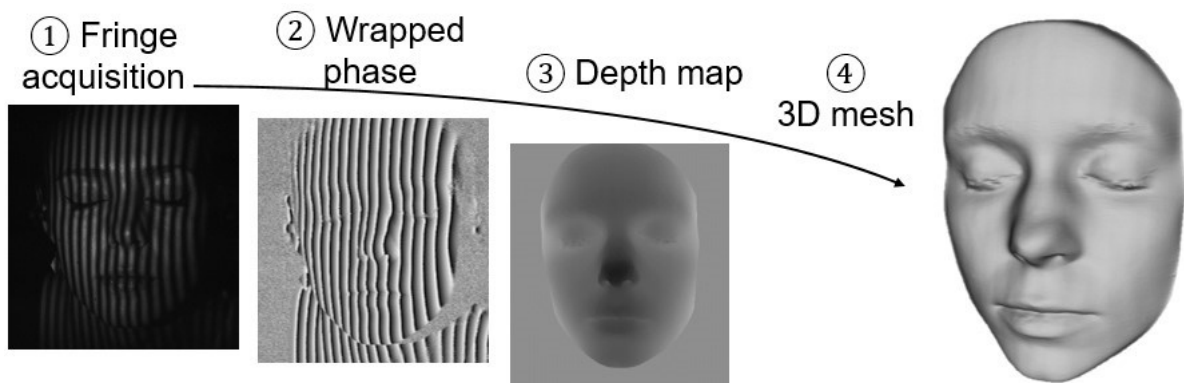 ① Fringe
acquisition
② Wrapped
phase
③ Depth map
④
3D mesh